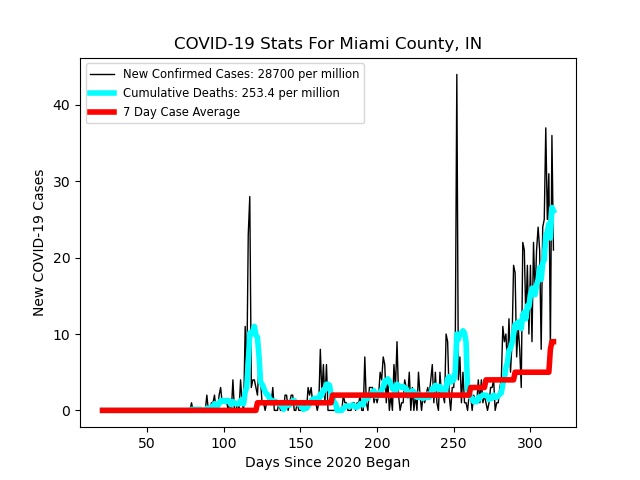 COVID-19 Stats For Miami County, IN
New Confirmed Cases: 28700 per million
Cumulative Deaths: 253.4 per million
7 Day Case Average
New COVID-19 Cases
40
30
20
10
0
50 100 150 200 250 300
Days Since 2020 Began